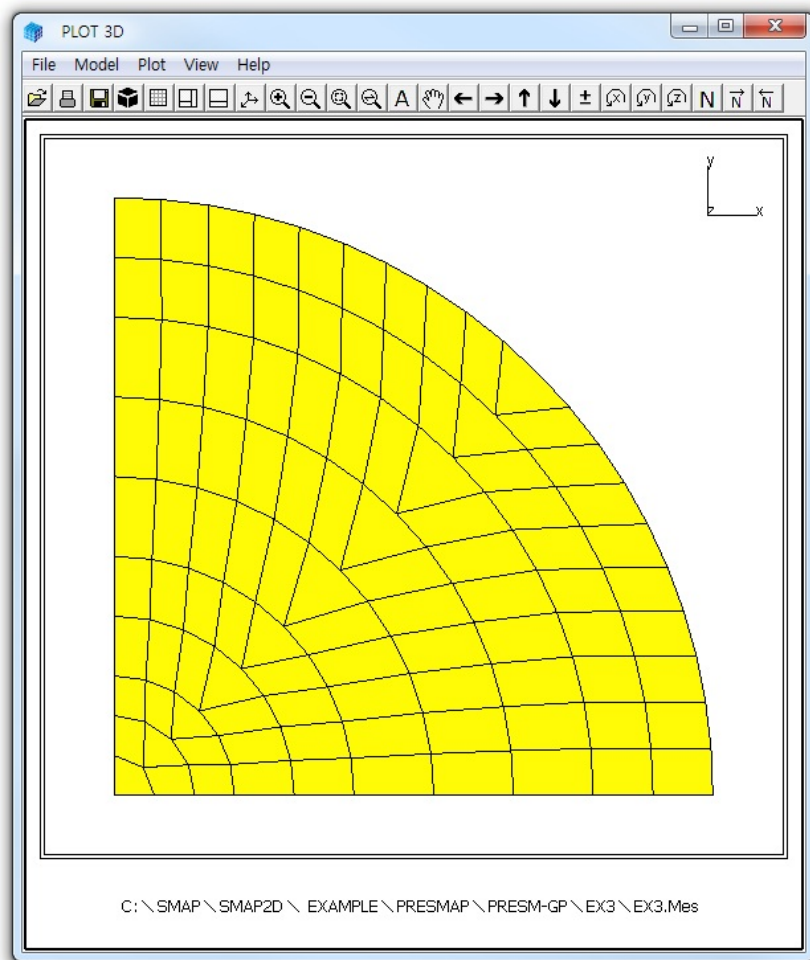 PLOT 3D
File Model Plot View Help
A ± x y z N N N
y
z x
C:\SMAP\SMAP2D\ EXAMPLE\PRESMAP\PRESM-GP\EX3\EX3.Mes